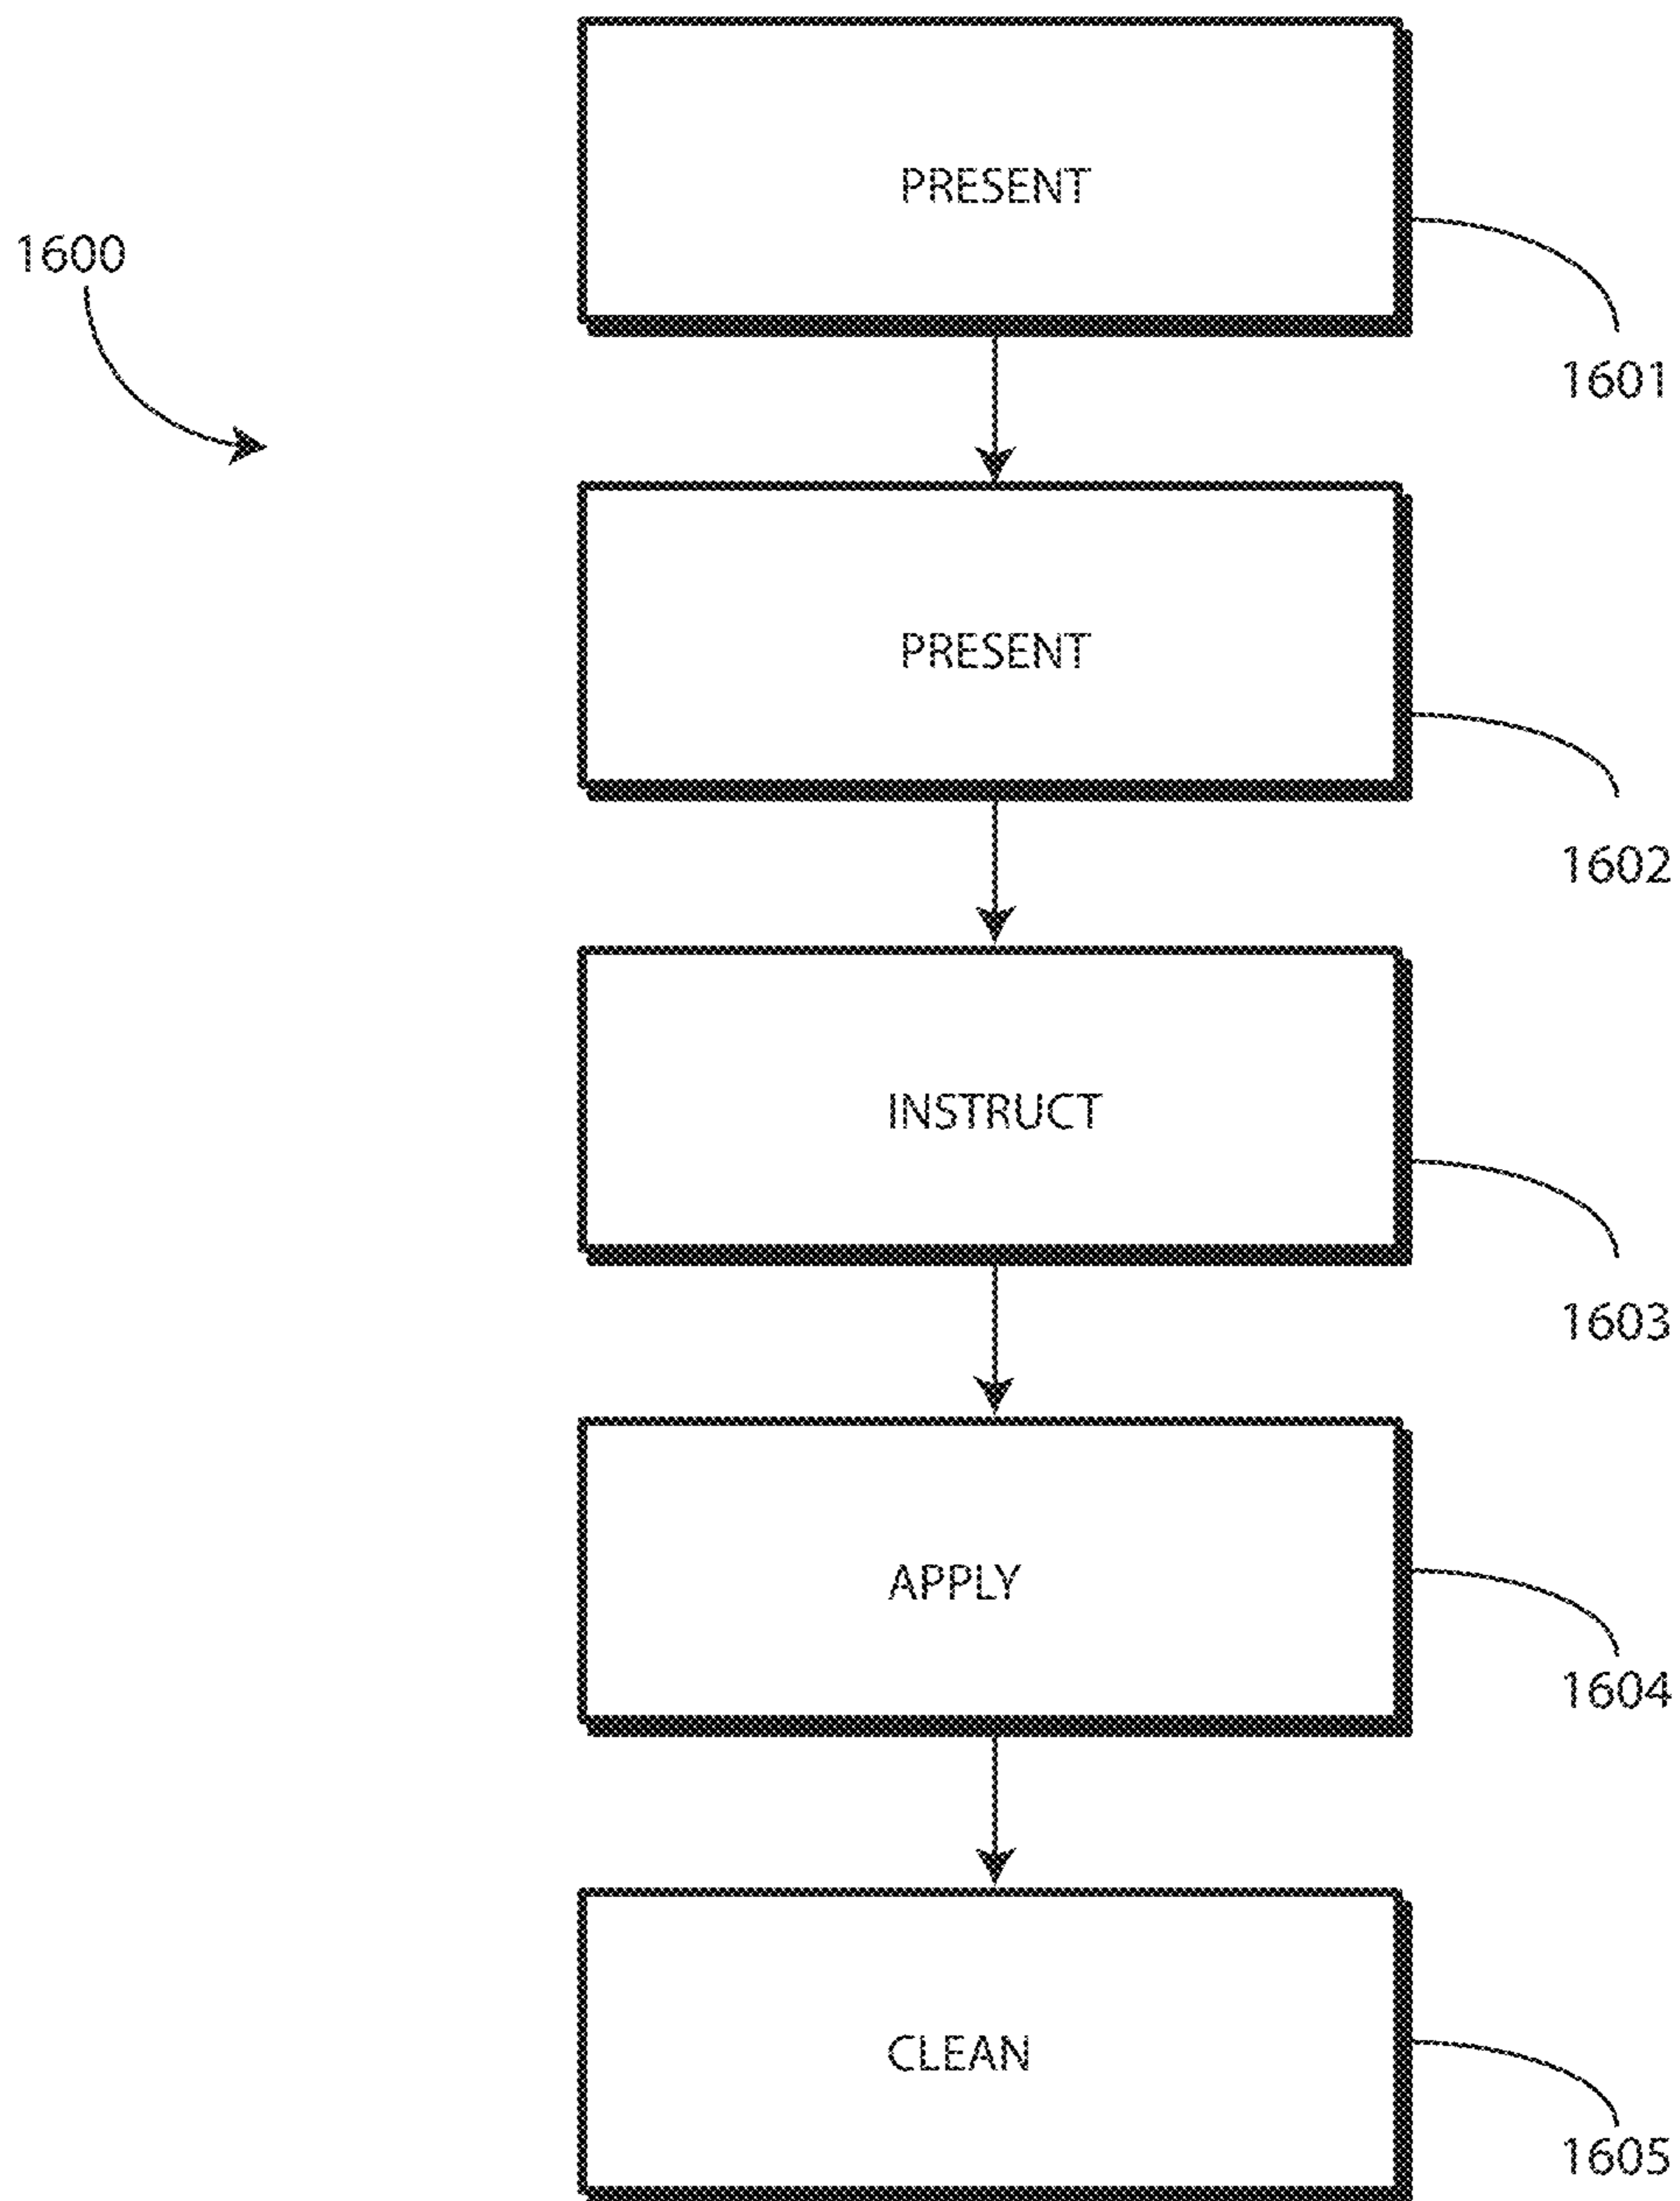 PRESENT
1600
1601
PRESENT
1602
INSTRUCT
1603
APPLY
1604
CLEAN
1605